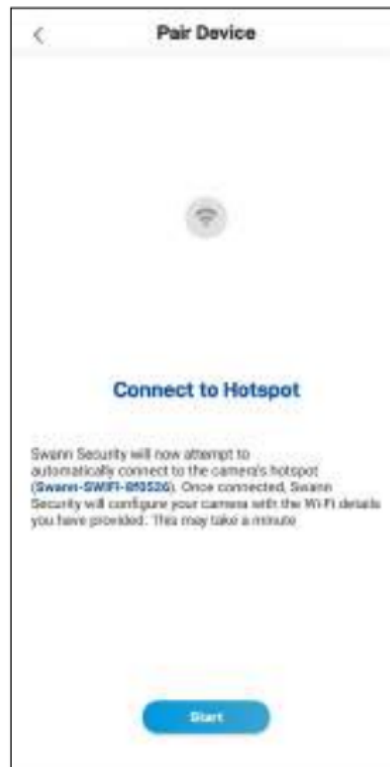 Pair Device
Connect to Hotspot
Swann Security will now attempt to
automatically connect to the camera's hotspot
(Swann-SWIFI-8f0526). Once connected, Swann
Security will configure your camera with the Wi-Fi details
you have provided. This may take a minute
Start